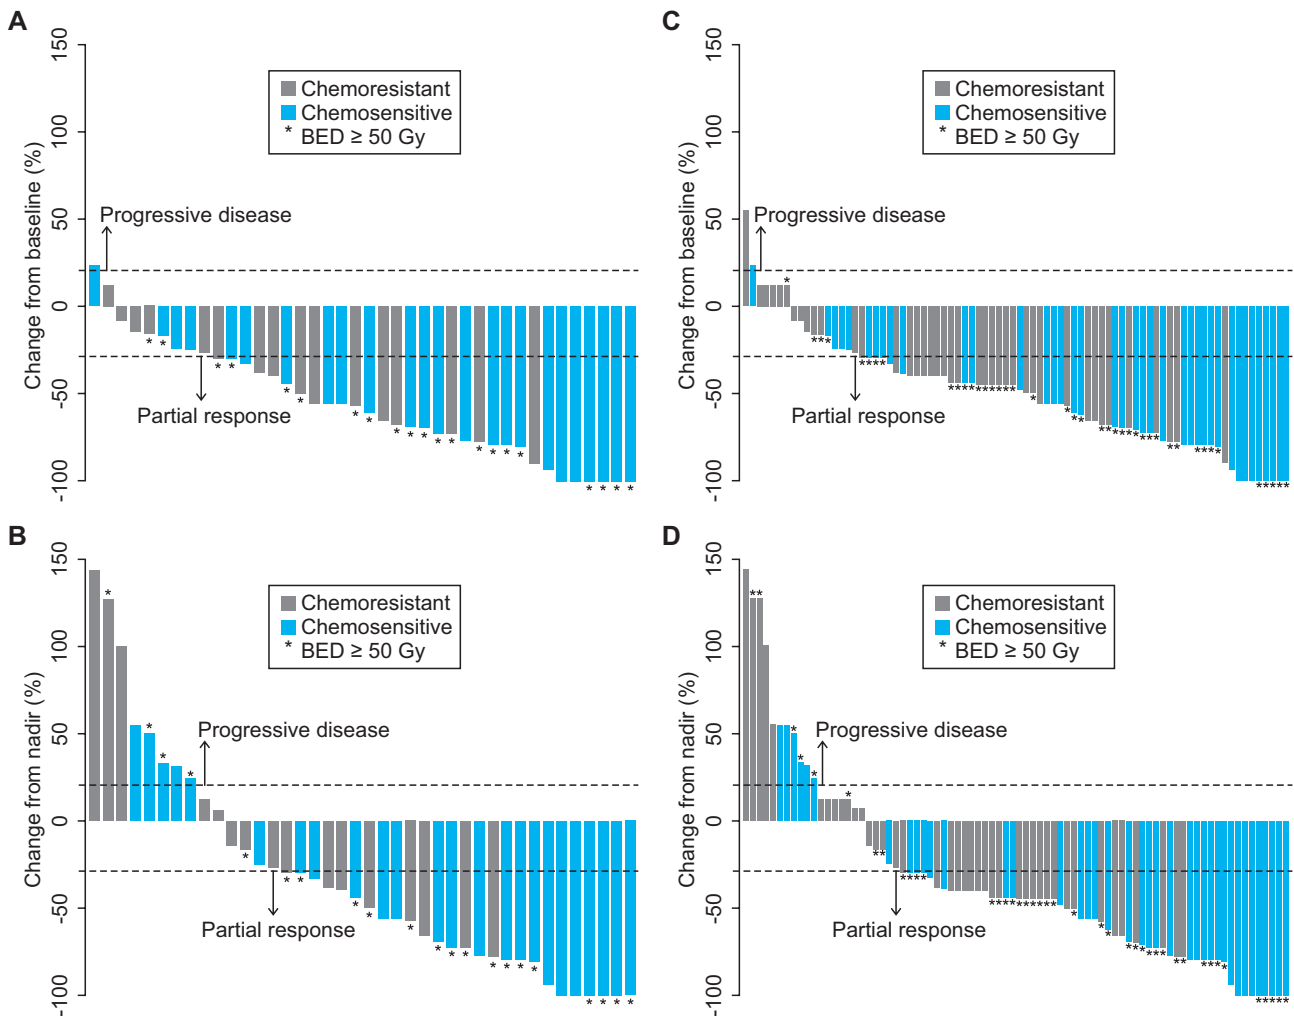 A
Change from baseline (%)
150
100
50
0
-50
-100
Chemoresistant
Chemosensitive
* BED ≥ 50 Gy
Progressive disease
Partial response
C
Change from baseline (%)
150
100
50
0
-50
-100
Chemoresistant
Chemosensitive
* BED ≥ 50 Gy
Progressive disease
Partial response
B
Change from nadir (%)
150
100
50
0
-50
-100
Chemoresistant
Chemosensitive
* BED ≥ 50 Gy
Progressive disease
Partial response
D
Change from nadir (%)
150
100
50
0
-50
-100
Chemoresistant
Chemosensitive
* BED ≥ 50 Gy
Progressive disease
Partial response